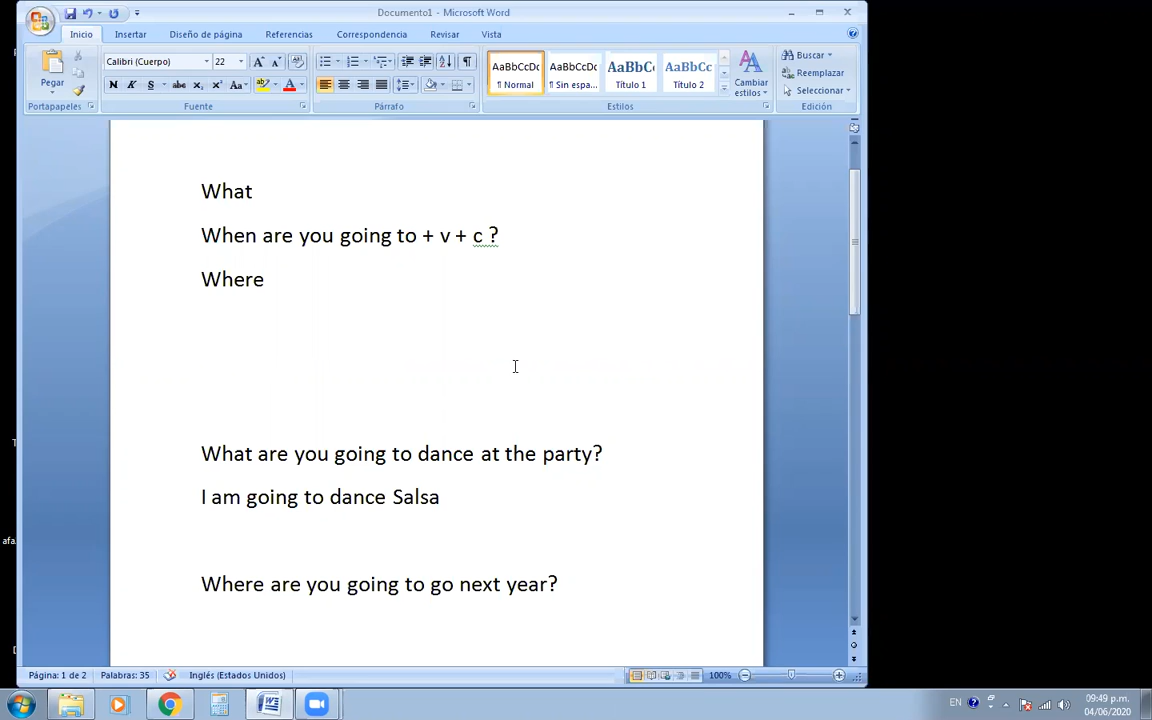 Documento1 - Microsoft Word
Inicio Insertar Diseño de página Referencias Correspondencia Revisar Vista
Pegar
Calibri (Cuerpo) 22
AaBbCcDc AaBbCcDc AaBbC AaBbCc
¶ Normal ¶ Sin espa... Título 1 Título 2
Cambiar estilos
Buscar
Reemplazar
Seleccionar
Portapapeles Fuente Párrafo Estilos Edición
What
When are you going to + v + c ?
Where
What are you going to dance at the party?
I am going to dance Salsa
Where are you going to go next year?
Página: 1 de 2 Palabras: 35 Inglés (Estados Unidos) 100%
EN 09:49 p.m.
04/06/2020